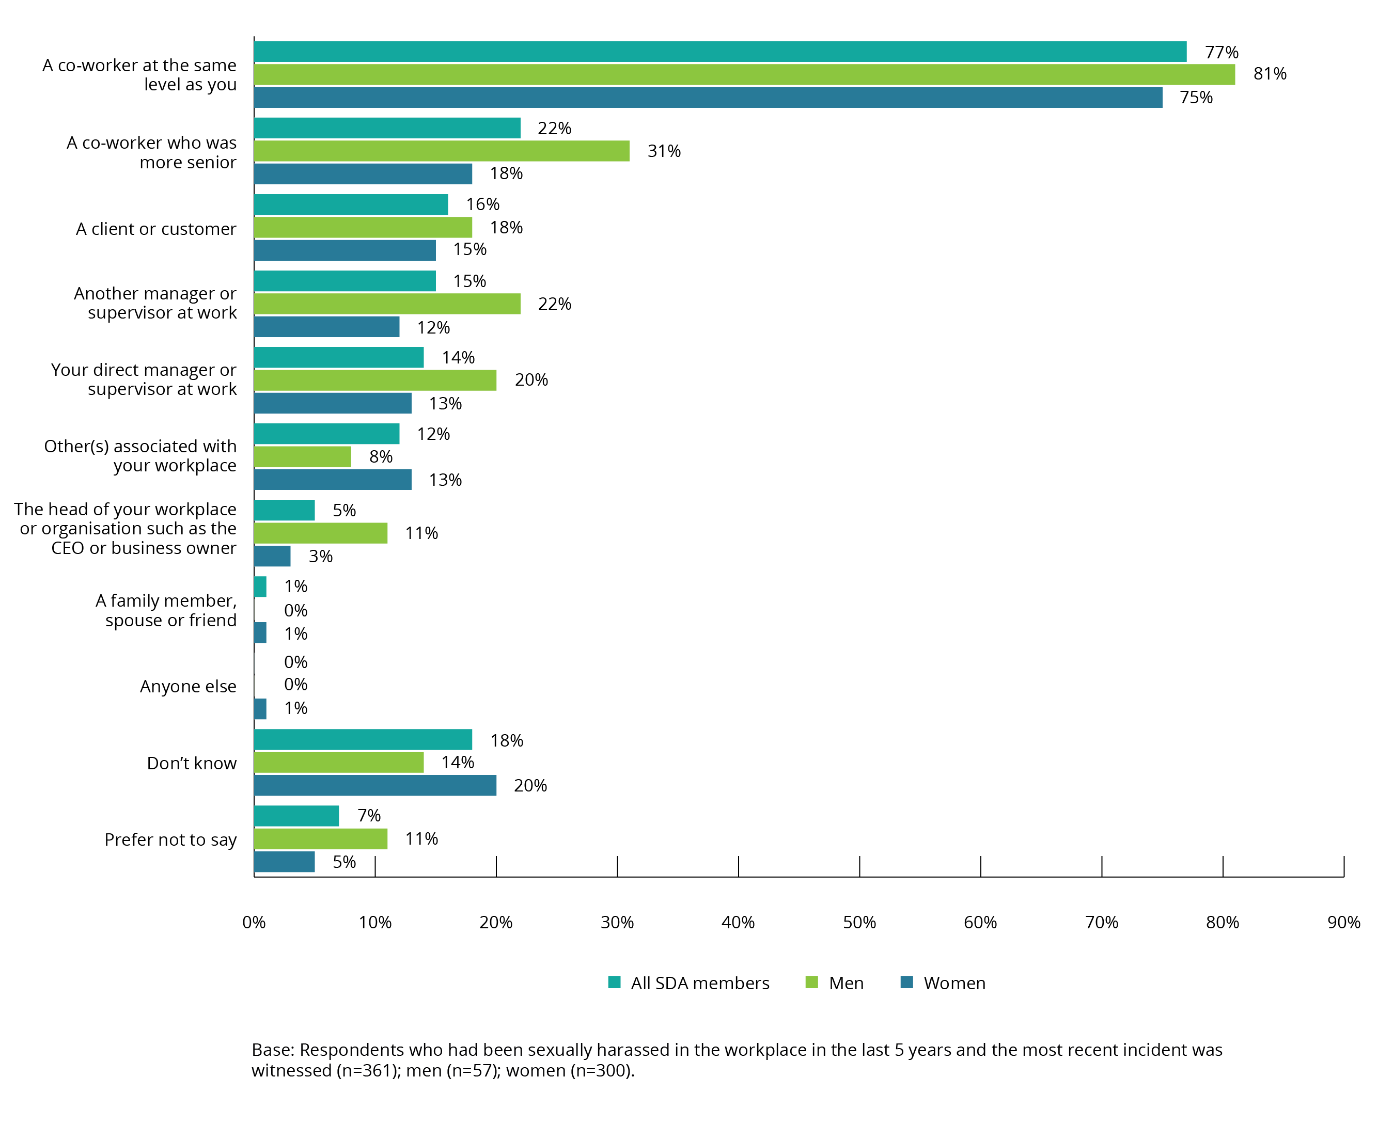 A co-worker at the same
level as you
77%
81%
75%
A co-worker who was
more senior
22%
31%
18%
A client or customer
16%
18%
15%
Another manager or
supervisor at work
15%
22%
12%
Your direct manager or
supervisor at work
14%
20%
13%
Other(s) associated with
your workplace
12%
8%
13%
The head of your workplace
or organisation such as the
CEO or business owner
5%
11%
3%
A family member,
spouse or friend
1%
0%
1%
Anyone else
0%
0%
1%
Don’t know
18%
14%
20%
Prefer not to say
7%
11%
5%
0% 10% 20% 30% 40% 50% 60% 70% 80% 90%
All SDA members Men Women
Base: Respondents who had been sexually harassed in the workplace in the last 5 years and the most recent incident was
witnessed (n=361); men (n=57); women (n=300).